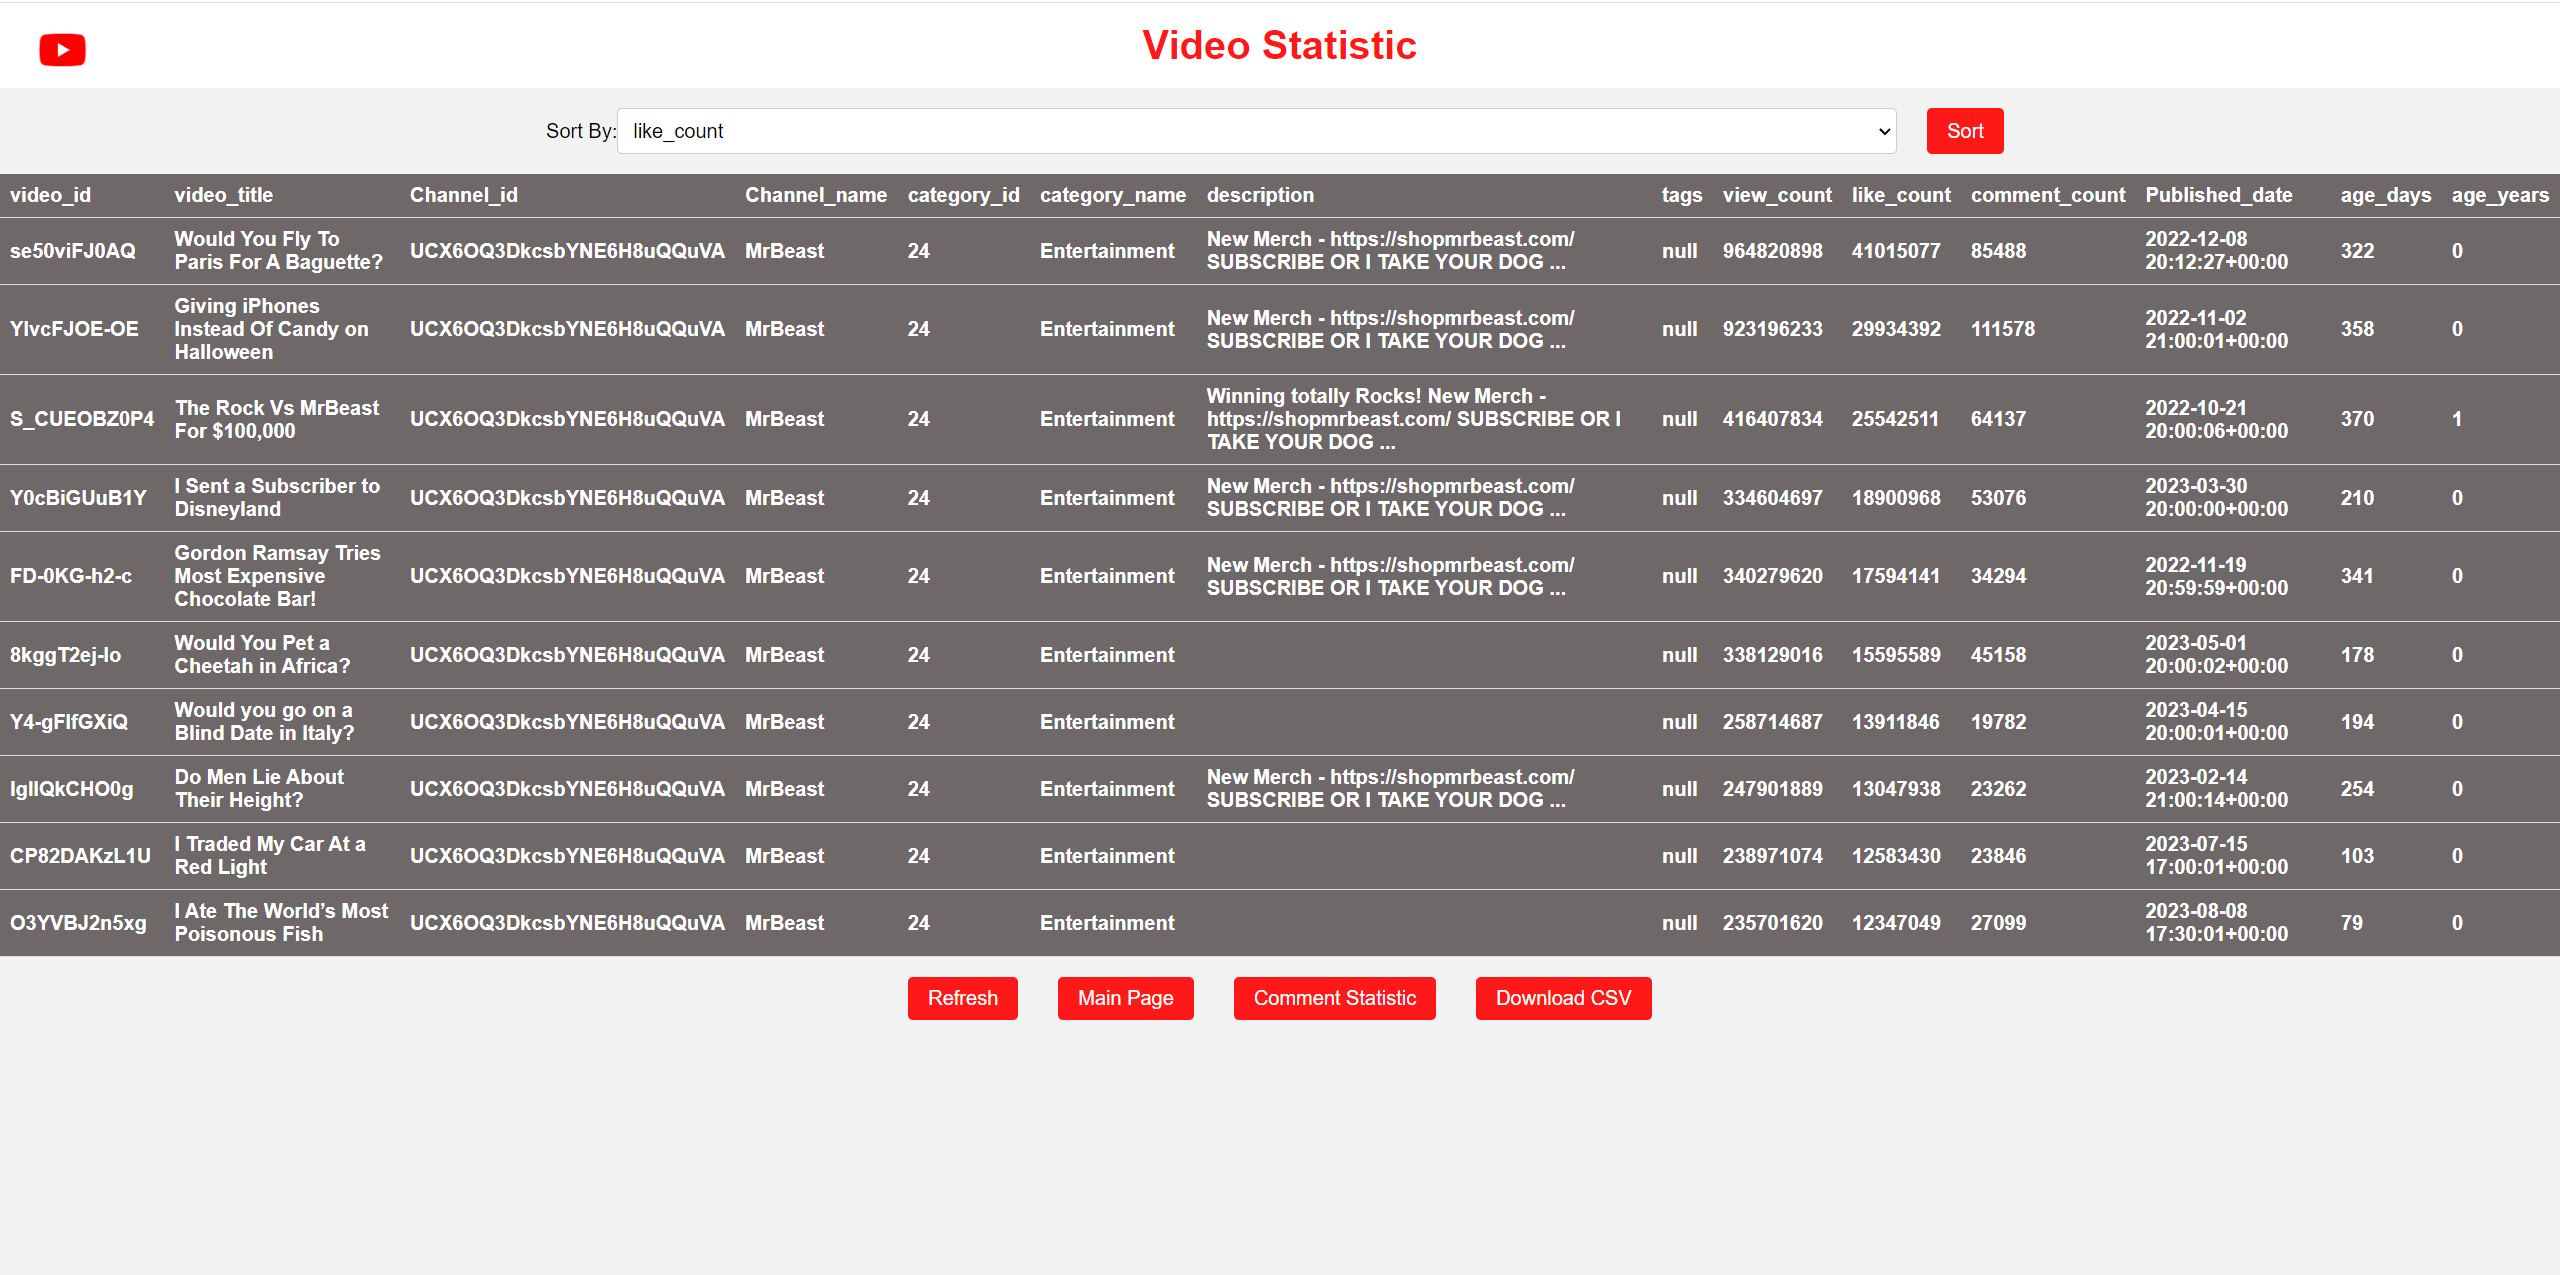 Video Statistic
Sort By: like_count Sort
video_id video_title Channel_id Channel_name category_id category_name description tags view_count like_count comment_count Published_date age_days age_years
se50viFJ0AQ Would You Fly To Paris For A Baguette? UCX6OQ3DkcsbYNE6H8uQQuVA MrBeast 24 Entertainment New Merch - https://shopmrbeast.com/ SUBSCRIBE OR I TAKE YOUR DOG ... null 964820898 41015077 85488 2022-12-08 20:12:27+00:00 322 0
YIvcFJOE-OE Giving iPhones Instead Of Candy on Halloween UCX6OQ3DkcsbYNE6H8uQQuVA MrBeast 24 Entertainment New Merch - https://shopmrbeast.com/ SUBSCRIBE OR I TAKE YOUR DOG ... null 923196233 29934392 111578 2022-11-02 21:00:01+00:00 358 0
S_CUEOBZ0P4 The Rock Vs MrBeast For $100,000 UCX6OQ3DkcsbYNE6H8uQQuVA MrBeast 24 Entertainment Winning totally Rocks! New Merch - https://shopmrbeast.com/ SUBSCRIBE OR I TAKE YOUR DOG ... null 416407834 25542511 64137 2022-10-21 20:00:06+00:00 370 1
Y0cBiGUuB1Y I Sent a Subscriber to Disneyland UCX6OQ3DkcsbYNE6H8uQQuVA MrBeast 24 Entertainment New Merch - https://shopmrbeast.com/ SUBSCRIBE OR I TAKE YOUR DOG ... null 334604697 18900968 53076 2023-03-30 20:00:00+00:00 210 0
FD-0KG-h2-c Gordon Ramsay Tries Most Expensive Chocolate Bar! UCX6OQ3DkcsbYNE6H8uQQuVA MrBeast 24 Entertainment New Merch - https://shopmrbeast.com/ SUBSCRIBE OR I TAKE YOUR DOG ... null 340279620 17594141 34294 2022-11-19 20:59:59+00:00 341 0
8kggT2ej-lo Would You Pet a Cheetah in Africa? UCX6OQ3DkcsbYNE6H8uQQuVA MrBeast 24 Entertainment null 338129016 15595589 45158 2023-05-01 20:00:02+00:00 178 0
Y4-gFlfGXiQ Would you go on a Blind Date in Italy? UCX6OQ3DkcsbYNE6H8uQQuVA MrBeast 24 Entertainment null 258714687 13911846 19782 2023-04-15 20:00:01+00:00 194 0
IgIIQkCHO0g Do Men Lie About Their Height? UCX6OQ3DkcsbYNE6H8uQQuVA MrBeast 24 Entertainment New Merch - https://shopmrbeast.com/ SUBSCRIBE OR I TAKE YOUR DOG ... null 247901889 13047938 23262 2023-02-14 21:00:14+00:00 254 0
CP82DAKzL1U I Traded My Car At a Red Light UCX6OQ3DkcsbYNE6H8uQQuVA MrBeast 24 Entertainment null 238971074 12583430 23846 2023-07-15 17:00:01+00:00 103 0
O3YVBJ2n5xg I Ate The World’s Most Poisonous Fish UCX6OQ3DkcsbYNE6H8uQQuVA MrBeast 24 Entertainment null 235701620 12347049 27099 2023-08-08 17:30:01+00:00 79 0
Refresh Main Page Comment Statistic Download CSV